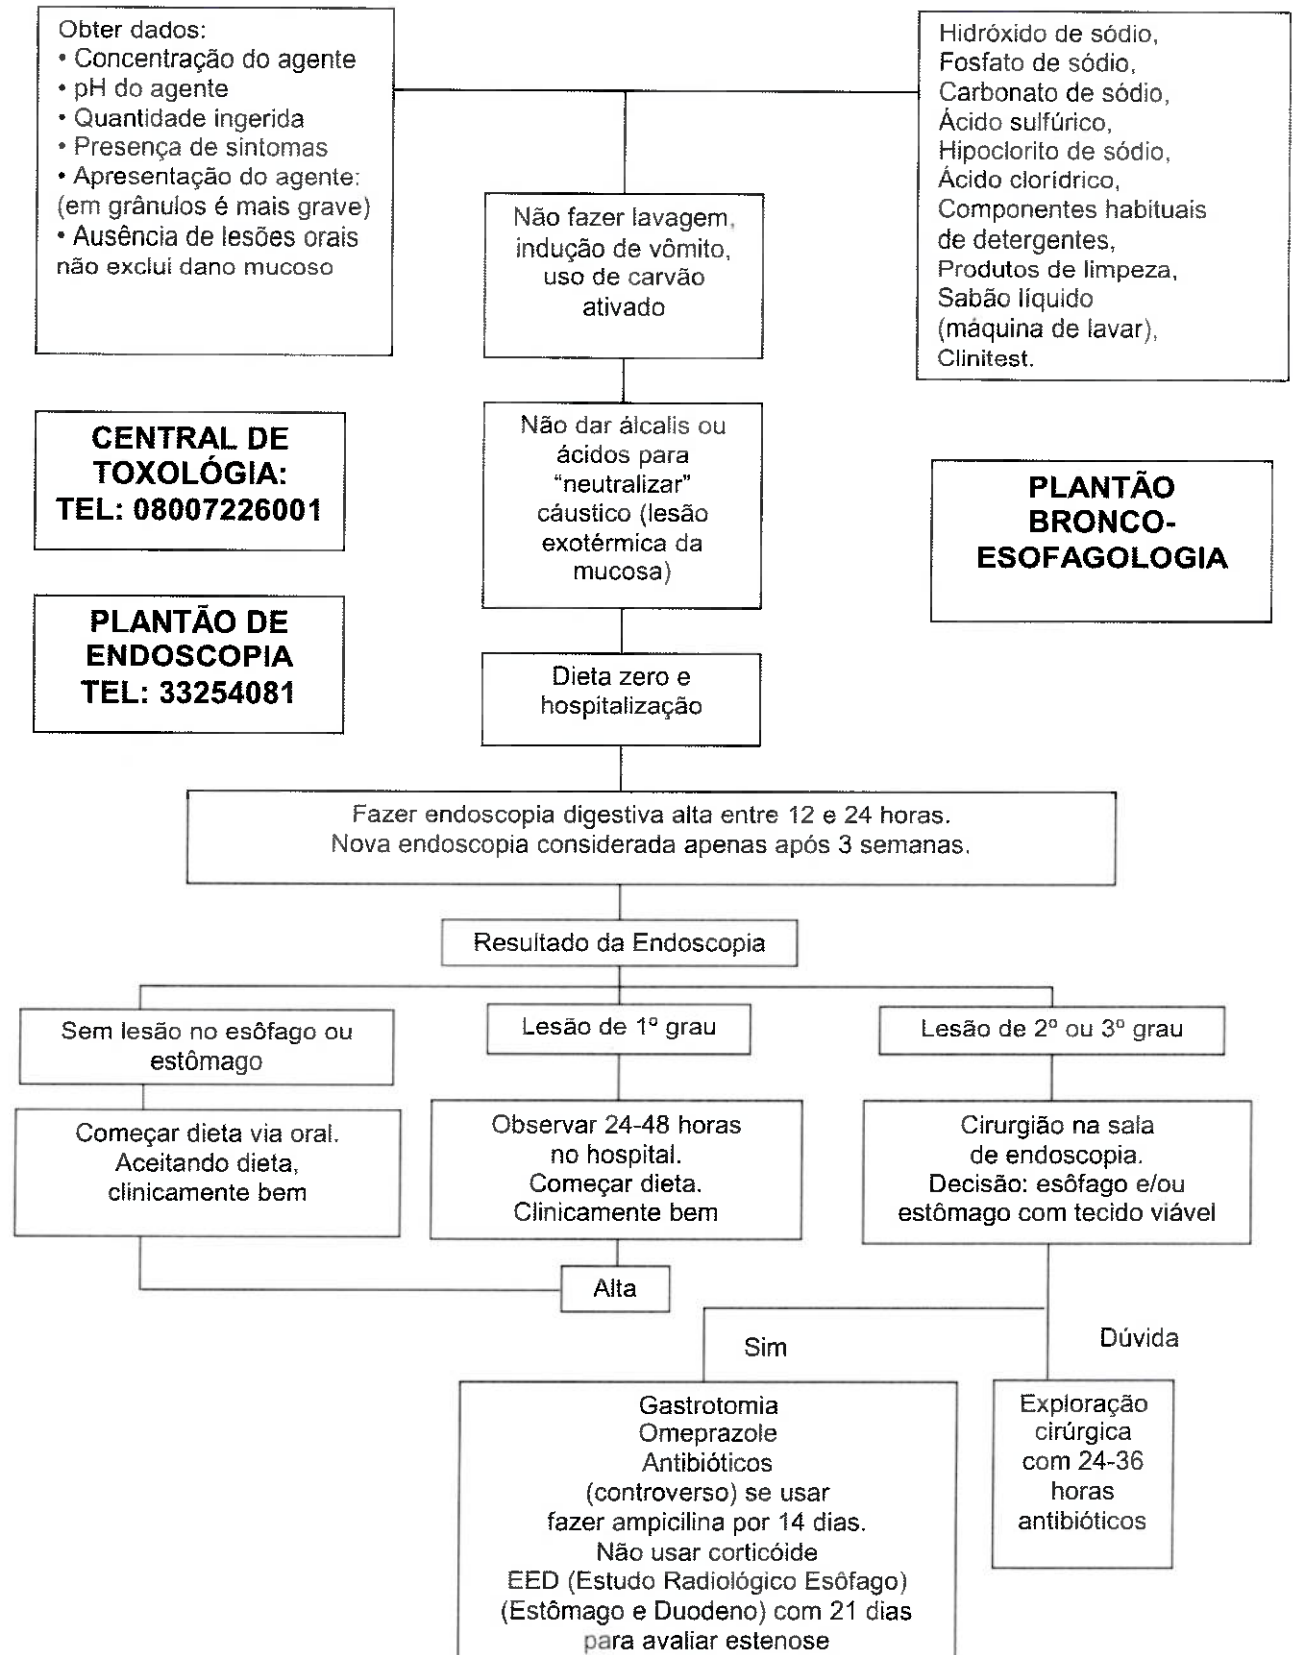 Obter dados:
• Concentração do agente
• pH do agente
• Quantidade ingerida
• Presença de sintomas
• Apresentação do agente:
(em grânulos é mais grave)
• Ausência de lesões orais
não exclui dano mucoso
Não fazer lavagem,
indução de vômito,
uso de carvão
ativado
Hidróxido de sódio,
Fosfato de sódio,
Carbonato de sódio,
Ácido sulfúrico,
Hipoclorito de sódio,
Ácido clorídrico,
Componentes habituais
de detergentes,
Produtos de limpeza,
Sabão líquido
(máquina de lavar),
Clinitest.
CENTRAL DE
TOXOLÓGIA:
TEL: 08007226001
Não dar álcalis ou
ácidos para
“neutralizar”
cáustico (lesão
exotérmica da
mucosa)
PLANTÃO
BRONCO-
ESOFAGOLOGIA
PLANTÃO DE
ENDOSCOPIA
TEL: 33254081
Dieta zero e
hospitalização
Fazer endoscopia digestiva alta entre 12 e 24 horas.
Nova endoscopia considerada apenas após 3 semanas.
Resultado da Endoscopia
Sem lesão no esôfago ou
estômago
Lesão de 1º grau
Lesão de 2º ou 3º grau
Começar dieta via oral.
Aceitando dieta,
clinicamente bem
Observar 24-48 horas
no hospital.
Começar dieta.
Clinicamente bem
Cirurgião na sala
de endoscopia.
Decisão: esôfago e/ou
estômago com tecido viável
Alta
Sim
Dúvida
Gastrotomia
Omeprazole
Antibióticos
(controverso) se usar
fazer ampicilina por 14 dias.
Não usar corticóide
EED (Estudo Radiológico Esôfago)
(Estômago e Duodeno) com 21 dias
para avaliar estenose
Exploração
cirúrgica
com 24-36
horas
antibióticos